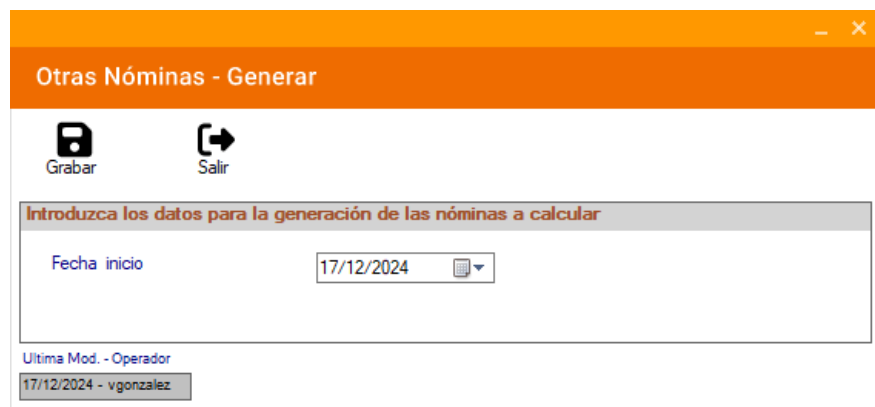 Otras Nóminas - Generar
Grabar Salir
Introduzca los datos para la generación de las nóminas a calcular
Fecha inicio 17/12/2024
Ultima Mod. - Operador
17/12/2024 - vgonzalez